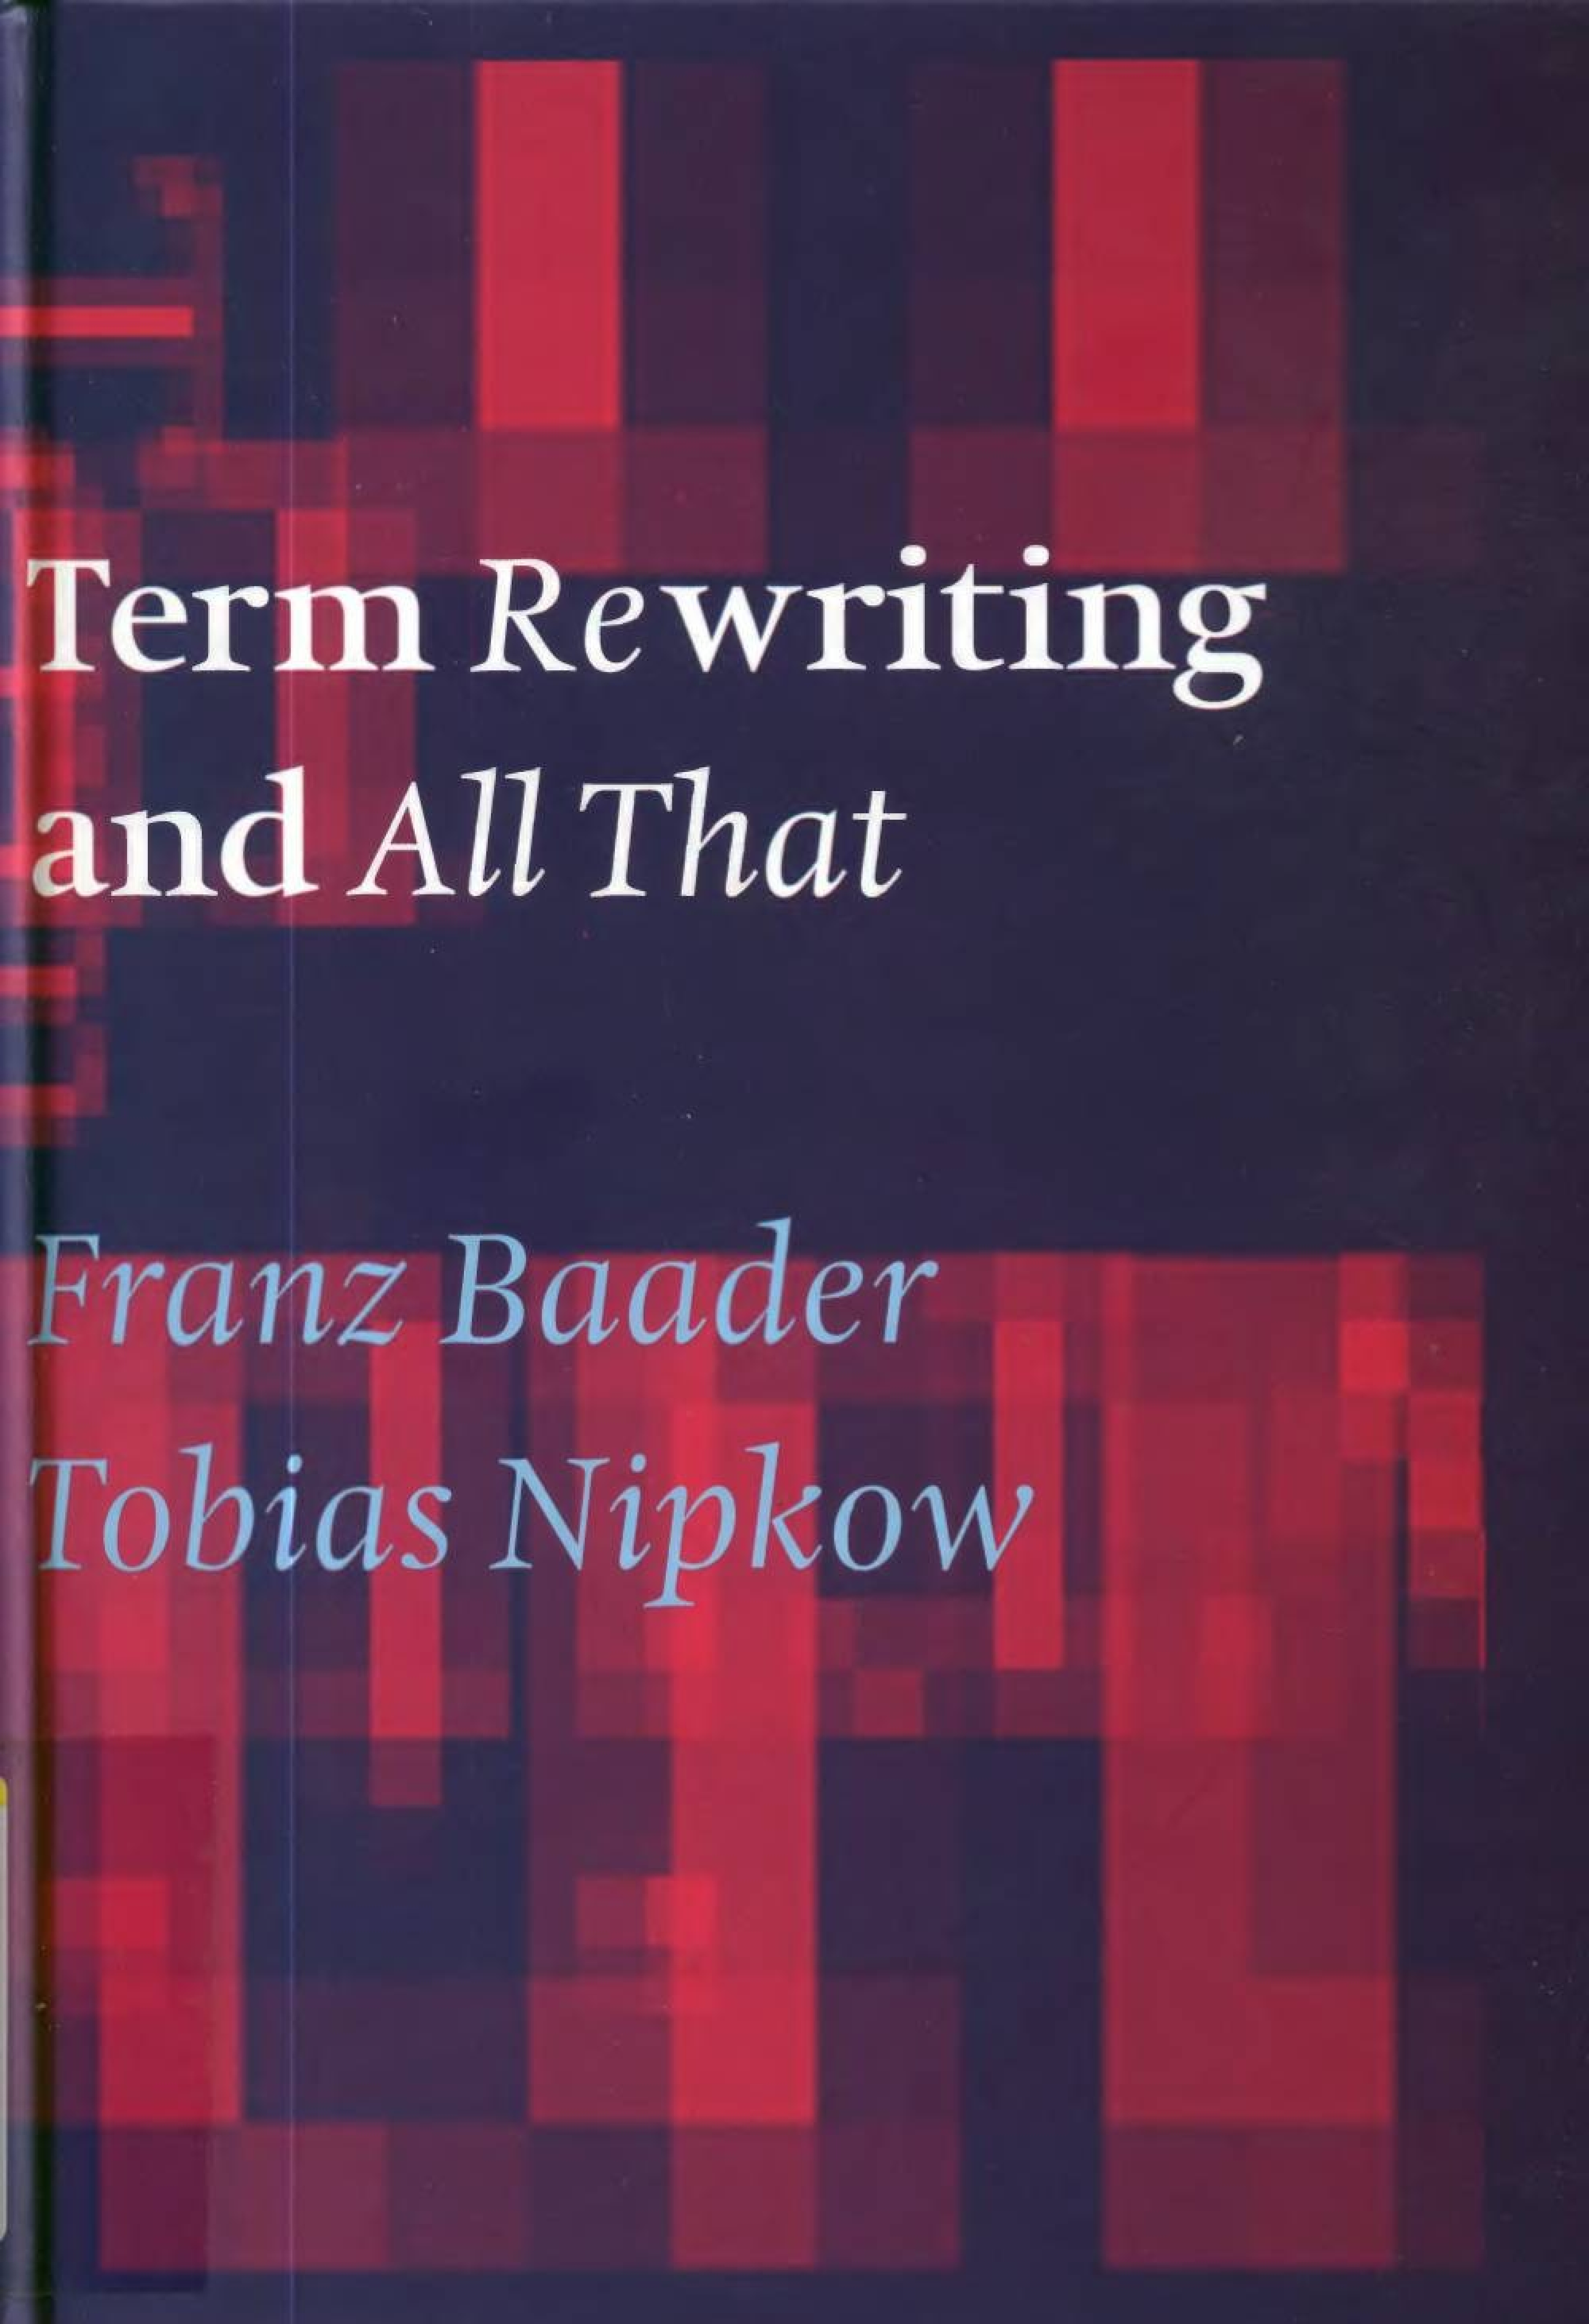 Term Rewriting
and All That
Franz Baader
Tobias Nipkow